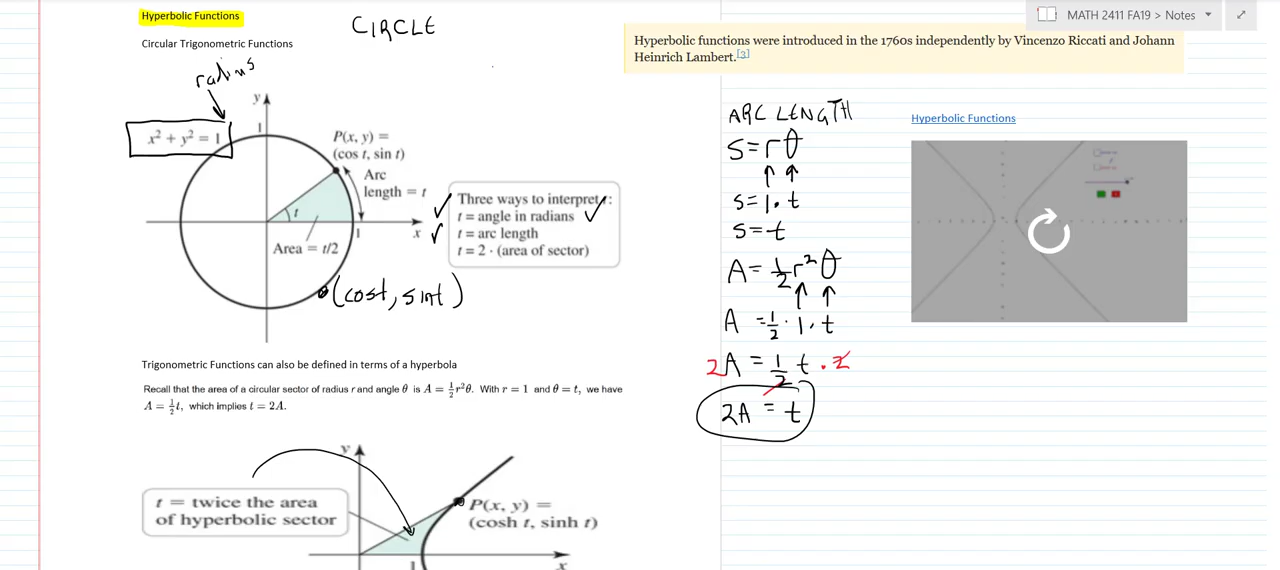 Hyperbolic Functions
CIRCLE
Circular Trigonometric Functions
radius
y
x² + y² = 1
1
P(x, y) =
(cos t, sin t)
Arc
length = t
t
1
x
Area = t/2
Three ways to interpret t:
t = angle in radians
t = arc length
t = 2 · (area of sector)
(cost, sint)
Trigonometric Functions can also be defined in terms of a hyperbola
Recall that the area of a circular sector of radius r and angle θ is A = ½r²θ. With r = 1 and θ = t, we have
A = ½t, which implies t = 2A.
y
t = twice the area
of hyperbolic sector
P(x, y) =
(cosh t, sinh t)
1
x
MATH 2411 FA19 > Notes
Hyperbolic functions were introduced in the 1760s independently by Vincenzo Riccati and Johann
Heinrich Lambert.[3]
ARC LENGTH
S = rθ
S = 1 · t
S = t
A = ½r²θ
A = ½ · 1 · t
2A = ½ t · 2
2A = t
Hyperbolic Functions